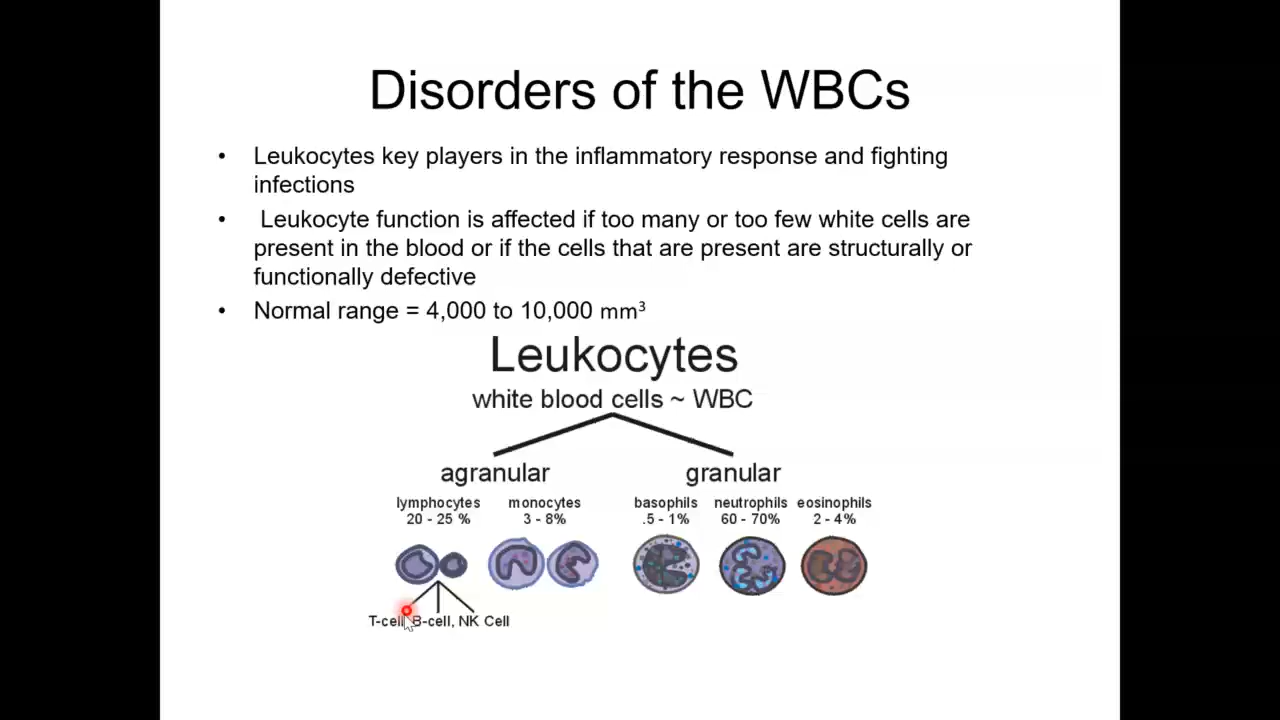 Disorders of the WBCs
• Leukocytes key players in the inflammatory response and fighting
infections
• Leukocyte function is affected if too many or too few white cells are
present in the blood or if the cells that are present are structurally or
functionally defective
• Normal range = 4,000 to 10,000 mm³
Leukocytes
white blood cells ~ WBC
agranular granular
lymphocytes monocytes basophils neutrophils eosinophils
20 - 25 % 3 - 8% .5 - 1% 60 - 70% 2 - 4%
T-cell, B-cell, NK Cell